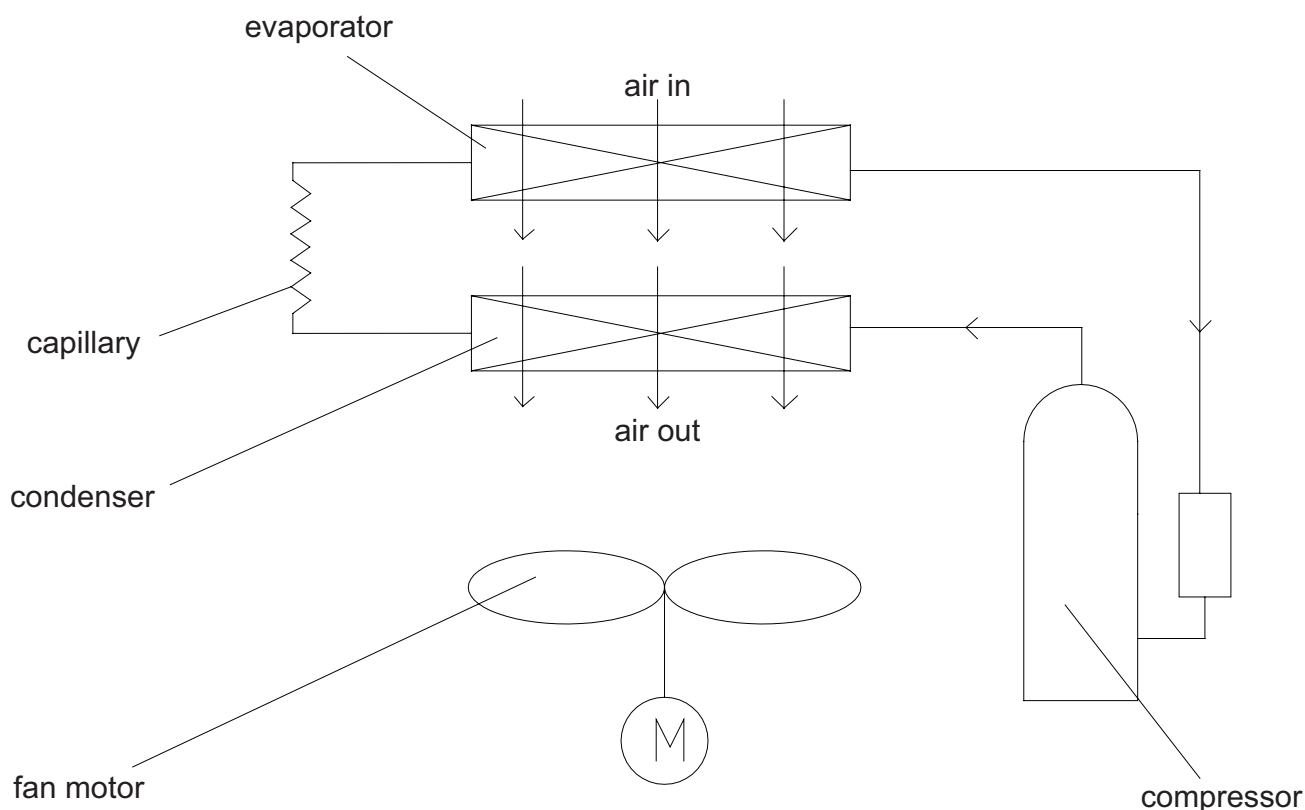 evaporator
air in
capillary
air out
condenser
M
fan motor
compressor